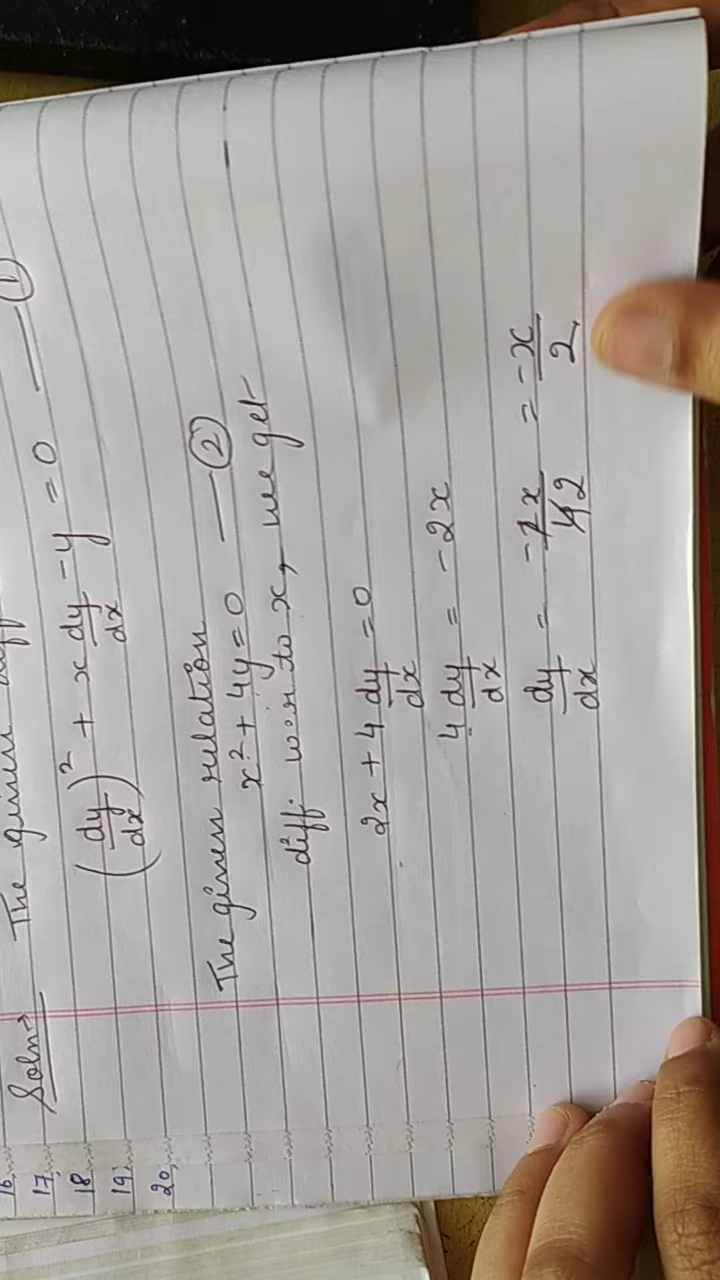 16
17 Soln→ The given diff
18 (dy/dx)² + x dy/dx - y = 0 — ①
19
20 The given relation
x² + 4y = 0 — ②
diff. w.r. to x, we get
2x + 4 dy/dx = 0
4 dy/dx = -2x
dy/dx = -2x/4 2 = -x/2